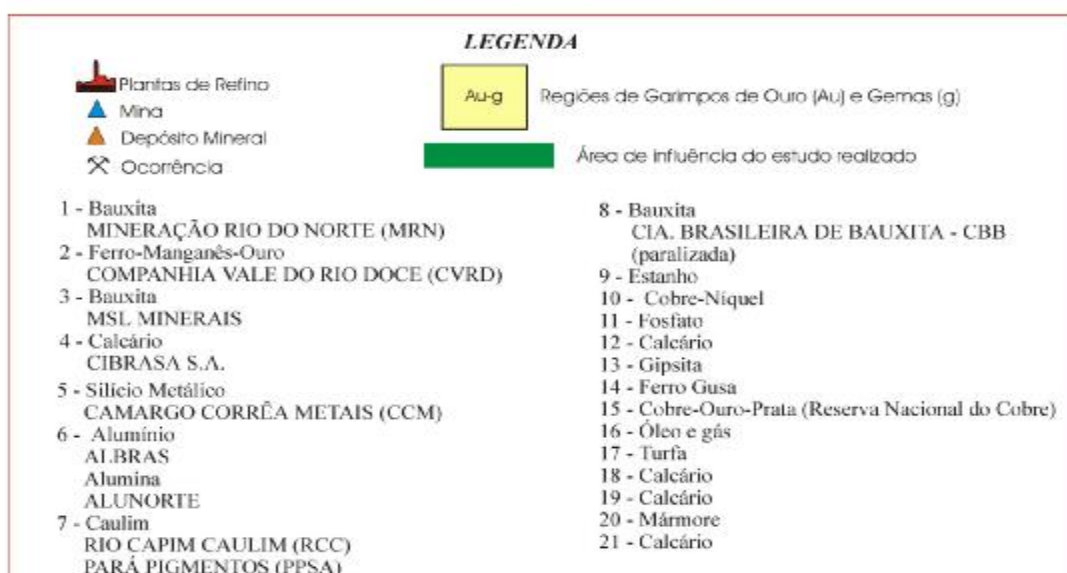 LEGENDA
Plantas de Refino
Mina
Depósito Mineral
Ocorrência
Au-g
Regiões de Garimpos de Ouro (Au) e Gemas (g)
Área de influência do estudo realizado
1 - Bauxita
MINERAÇÃO RIO DO NORTE (MRN)
2 - Ferro-Manganês-Ouro
COMPANHIA VALE DO RIO DOCE (CVRD)
3 - Bauxita
MSL MINERAIS
4 - Calcário
CIBRASA S.A.
5 - Silício Metálico
CAMARGO CORRÊA METAIS (CCM)
6 - Alumínio
ALBRAS
Alumina
ALUNORTE
7 - Caulim
RIO CAPIM CAULIM (RCC)
PARÁ PIGMENTOS (PPSA)
8 - Bauxita
CIA. BRASILEIRA DE BAUXITA - CBB
(paralizada)
9 - Estanho
10 - Cobre-Níquel
11 - Fosfato
12 - Calcário
13 - Gipsita
14 - Ferro Gusa
15 - Cobre-Ouro-Prata (Reserva Nacional do Cobre)
16 - Óleo e gás
17 - Turfa
18 - Calcário
19 - Calcário
20 - Mármore
21 - Calcário